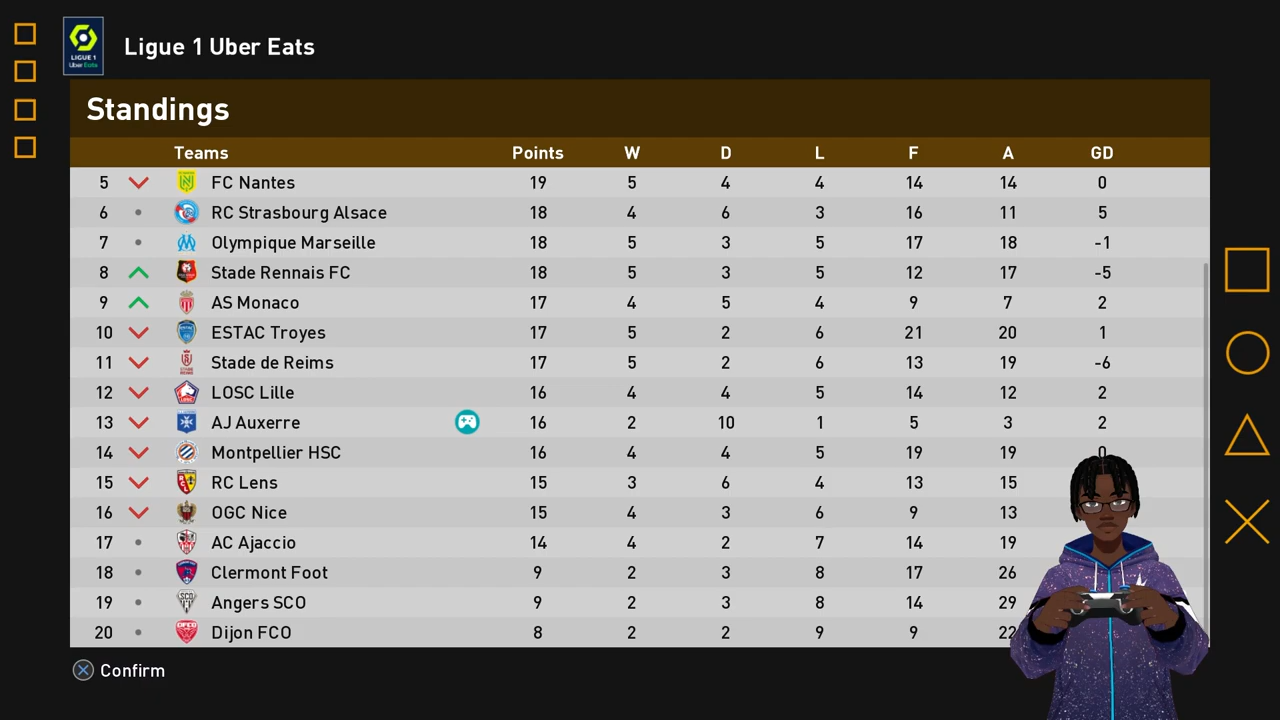 LIGUE 1
Uber Eats
Ligue 1 Uber Eats
Standings
Teams Points W D L F A GD
5 FC Nantes 19 5 4 4 14 14 0
6 RC Strasbourg Alsace 18 4 6 3 16 11 5
7 Olympique Marseille 18 5 3 5 17 18 -1
8 Stade Rennais FC 18 5 3 5 12 17 -5
9 AS Monaco 17 4 5 4 9 7 2
10 ESTAC Troyes 17 5 2 6 21 20 1
11 Stade de Reims 17 5 2 6 13 19 -6
12 LOSC Lille 16 4 4 5 14 12 2
13 AJ Auxerre 16 2 10 1 5 3 2
14 Montpellier HSC 16 4 4 5 19 19 0
15 RC Lens 15 3 6 4 13 15
16 OGC Nice 15 4 3 6 9 13
17 AC Ajaccio 14 4 2 7 14 19
18 Clermont Foot 9 2 3 8 17 26
19 Angers SCO 9 2 3 8 14 29
20 Dijon FCO 8 2 2 9 9 22
Confirm